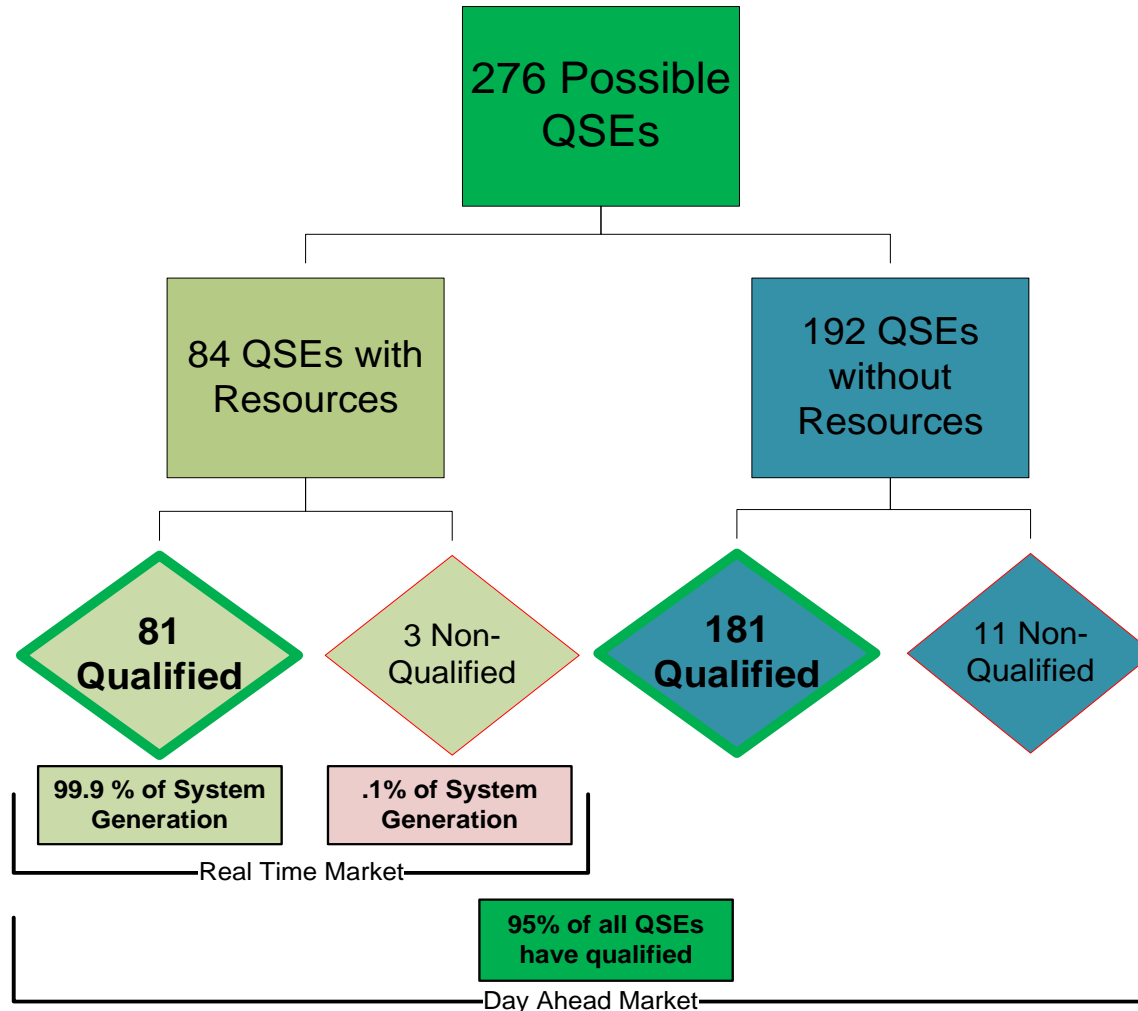 276 Possible
QSEs
84 QSEs with
Resources
192 QSEs
without
Resources
81
Qualified
3 Non-
Qualified
181
Qualified
11 Non-
Qualified
99.9 % of System
Generation
.1% of System
Generation
Real Time Market
95% of all QSEs
have qualified
Day Ahead Market